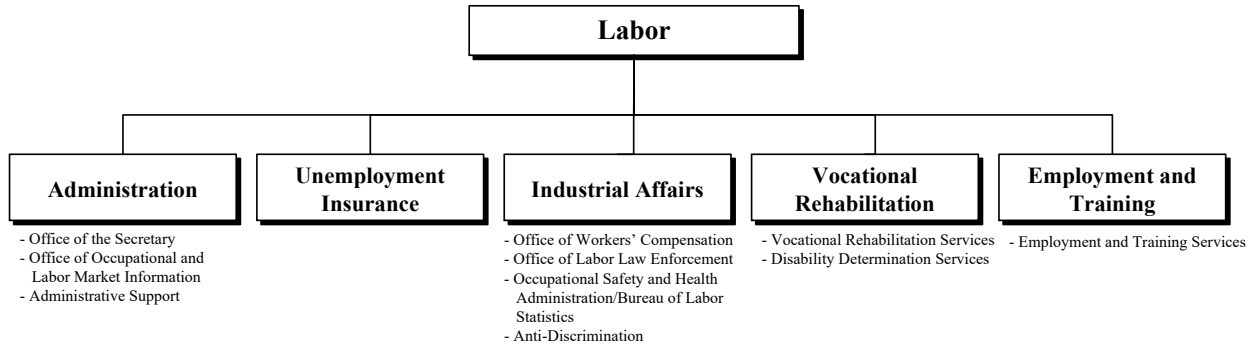 Labor
Administration
- Office of the Secretary
- Office of Occupational and
Labor Market Information
- Administrative Support
Unemployment
Insurance
Industrial Affairs
- Office of Workers’ Compensation
- Office of Labor Law Enforcement
- Occupational Safety and Health
Administration/Bureau of Labor
Statistics
- Anti-Discrimination
Vocational
Rehabilitation
- Vocational Rehabilitation Services
- Disability Determination Services
Employment and
Training
- Employment and Training Services